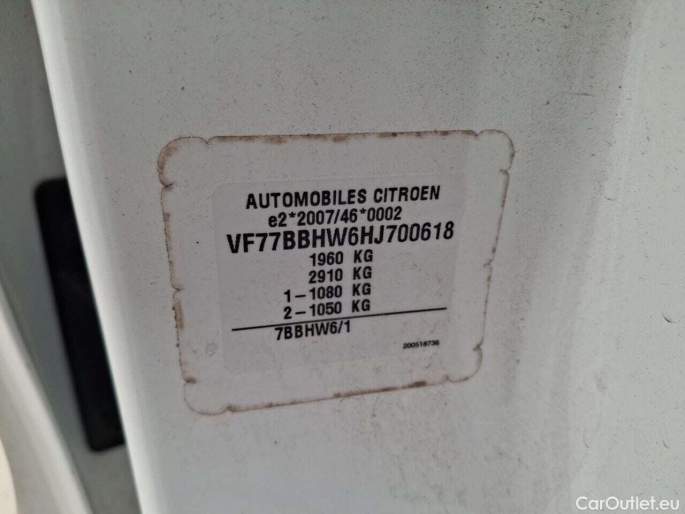 AUTOMOBILES CITROEN
e2*2007/46*0002
VF77BBHW6HJ700618
1960 KG
2910 KG
1-1080 KG
2-1050 KG
7BBHW6/1
200518736
CarOutlet.eu